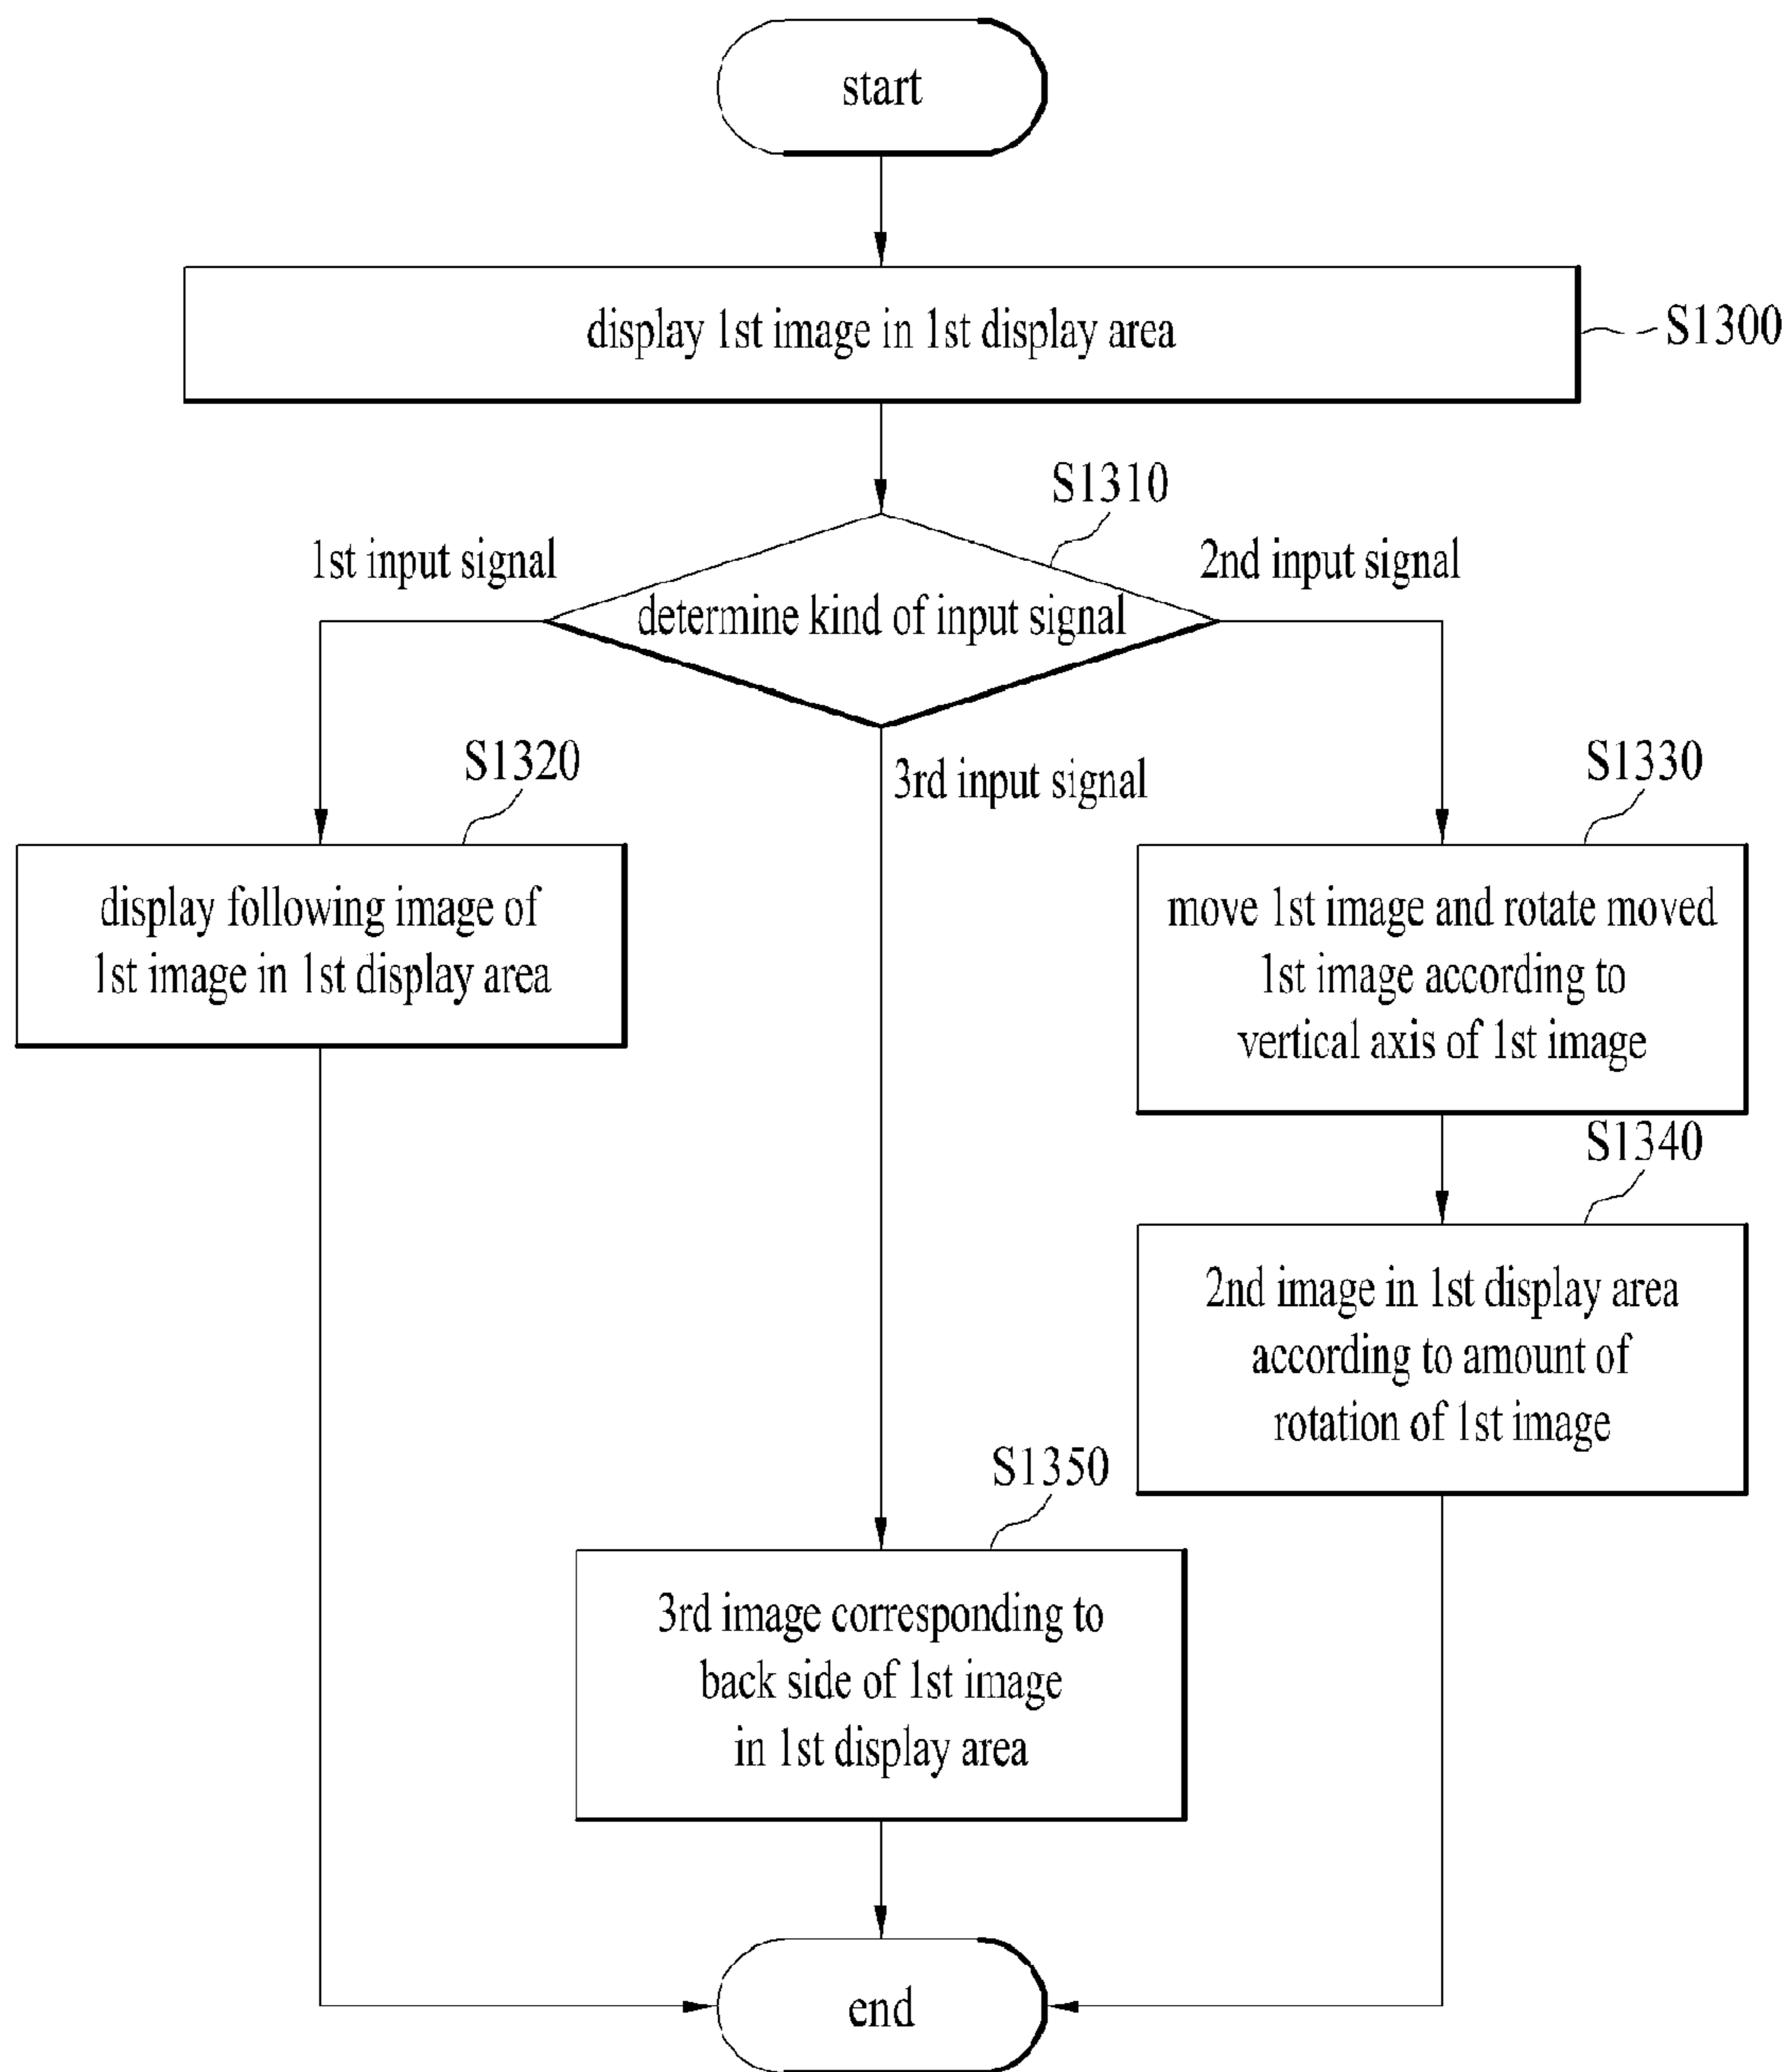 start
display 1st image in 1st display area
S1300
S1310
1st input signal
2nd input signal
determine kind of input signal
3rd input signal
S1320
display following image of
1st image in 1st display area
S1330
move 1st image and rotate moved
1st image according to
vertical axis of 1st image
S1340
2nd image in 1st display area
according to amount of
rotation of 1st image
S1350
3rd image corresponding to
back side of 1st image
in 1st display area
end